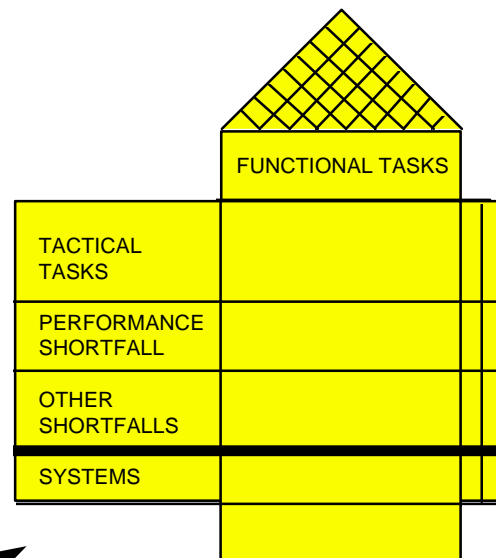 FUNCTIONAL TASKS
TACTICAL
TASKS
PERFORMANCE
SHORTFALL
OTHER
SHORTFALLS
SYSTEMS